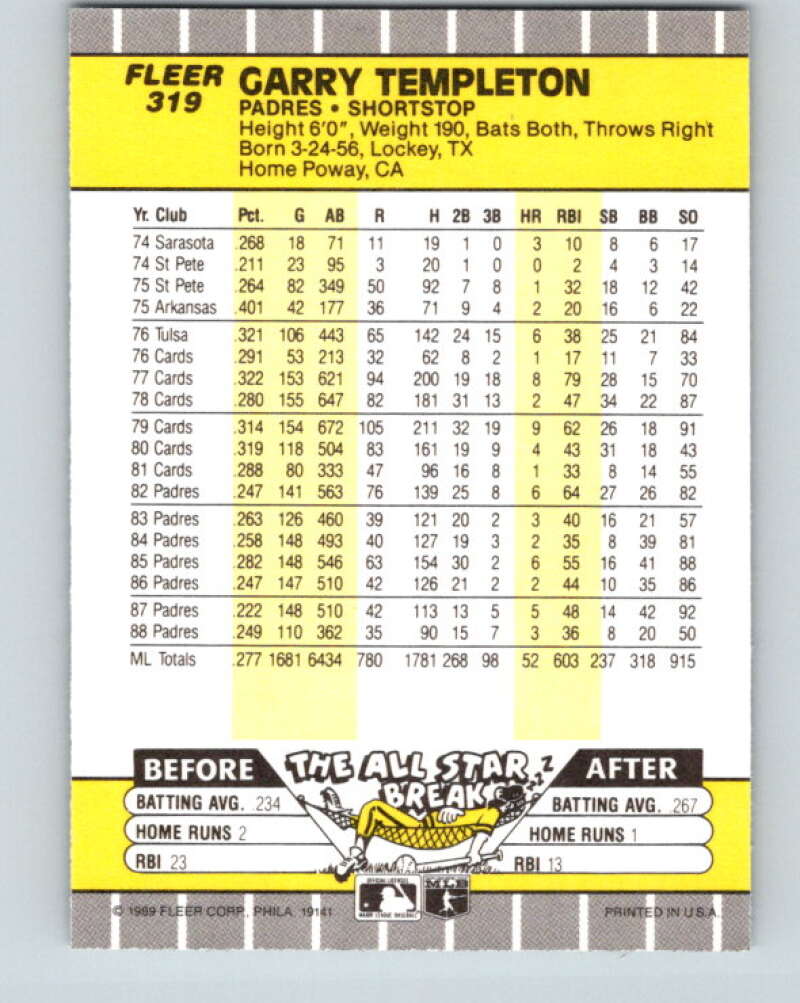 FLEER
319
GARRY TEMPLETON
PADRES • SHORTSTOP
Height 6'0", Weight 190, Bats Both, Throws Right
Born 3-24-56, Lockey, TX
Home Poway, CA
Yr. Club Pct. G AB R H 2B 3B HR RBI SB BB SO
74 Sarasota .268 18 71 11 19 1 0 3 10 8 6 17
74 St Pete .211 23 95 3 20 1 0 0 2 4 3 14
75 St Pete .264 82 349 50 92 7 8 1 32 18 12 42
75 Arkansas .401 42 177 36 71 9 4 2 20 16 6 22
76 Tulsa .321 106 443 65 142 24 15 6 38 25 21 84
76 Cards .291 53 213 32 62 8 2 1 17 11 7 33
77 Cards .322 153 621 94 200 19 18 8 79 28 15 70
78 Cards .280 155 647 82 181 31 13 2 47 34 22 87
79 Cards .314 154 672 105 211 32 19 9 62 26 18 91
80 Cards .319 118 504 83 161 19 9 4 43 31 18 43
81 Cards .288 80 333 47 96 16 8 1 33 8 14 55
82 Padres .247 141 563 76 139 25 8 6 64 27 26 82
83 Padres .263 126 460 39 121 20 2 3 40 16 21 57
84 Padres .258 148 493 40 127 19 3 2 35 8 39 81
85 Padres .282 148 546 63 154 30 2 6 55 16 41 88
86 Padres .247 147 510 42 126 21 2 2 44 10 35 86
87 Padres .222 148 510 42 113 13 5 5 48 14 42 92
88 Padres .249 110 362 35 90 15 7 3 36 8 20 50
ML Totals .277 1681 6434 780 1781 268 98 52 603 237 318 915
BEFORE THE ALL STAR BREAK ZZZ AFTER
BATTING AVG. .234 BATTING AVG. .267
HOME RUNS 2 HOME RUNS 1
RBI 23 RBI 13
OFFICIAL LICENSEE
MAJOR LEAGUE BASEBALL
MLB
© 1989 FLEER CORP., PHILA. 19141 PRINTED IN U.S.A.